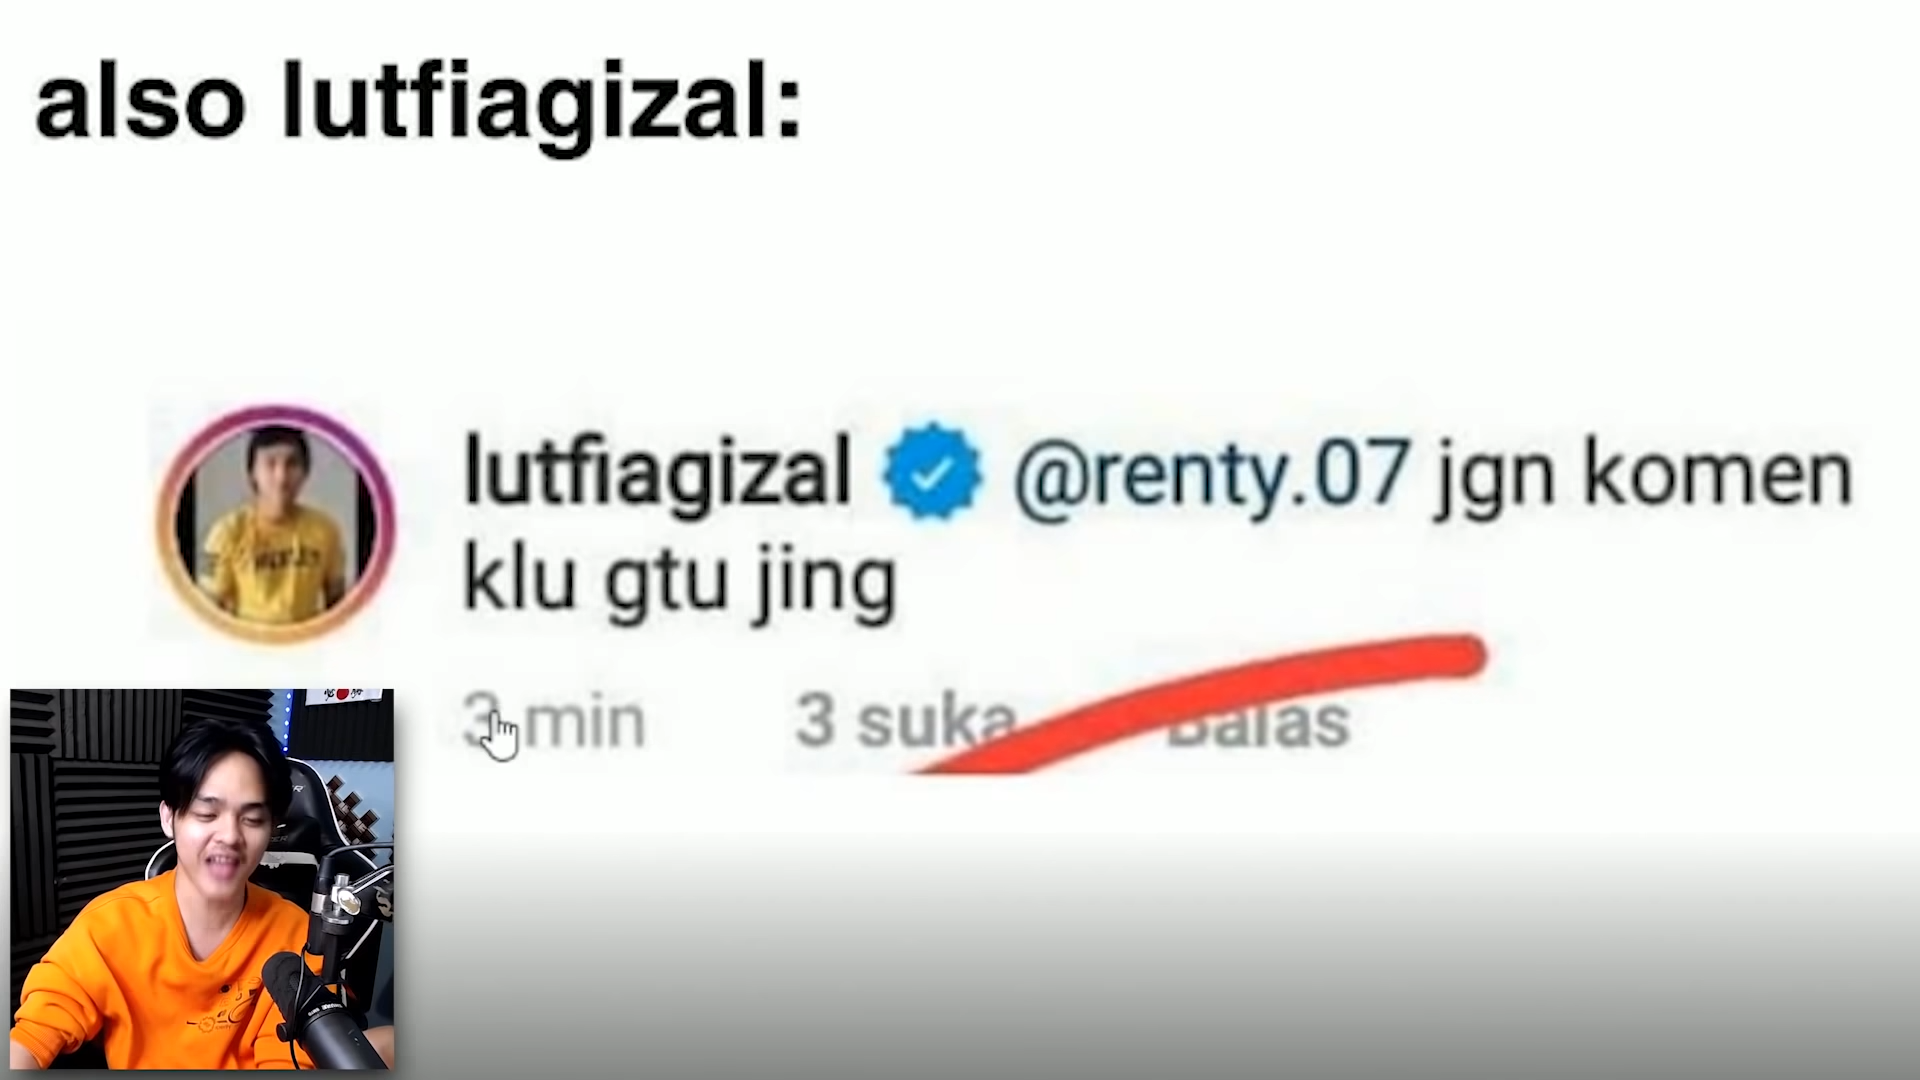 also lutfiagizal:
lutfiagizal @renty.07 jgn komen
klu gtu jing
3 min 3 suka Balas